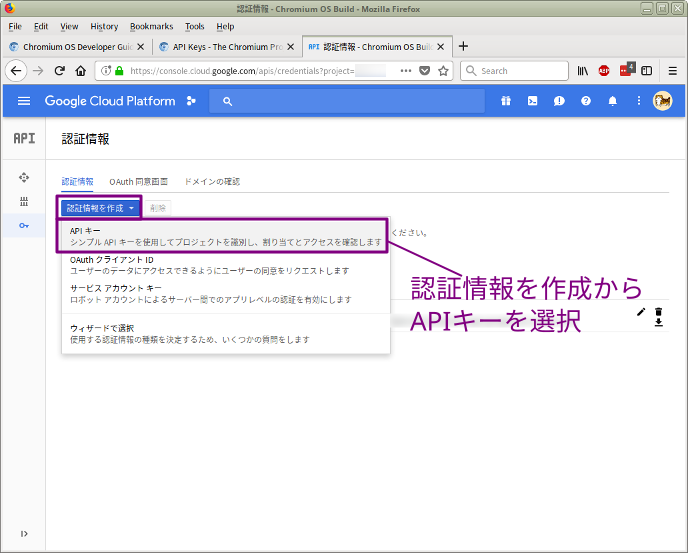 認証情報 - Chromium OS Build - Mozilla Firefox
File Edit View History Bookmarks Tools Help
Chromium OS Developer Guid
API Keys - The Chromium Pro
API 認証情報 - Chromium OS Buil
https://console.cloud.google.com/apis/credentials?project=
Search
ABP
4
Google Cloud Platform
API
認証情報
認証情報
OAuth 同意画面
ドメインの確認
認証情報を作成
削除
API キー
シンプル API キーを使用してプロジェクトを識別し、割り当てとアクセスを確認します
ください。
OAuth クライアント ID
ユーザーのデータにアクセスできるようにユーザーの同意をリクエストします
サービス アカウント キー
ロボット アカウントによるサーバー間でのアプリレベルの認証を有効にします
ウィザードで選択
使用する認証情報の種類を決定するため、いくつかの質問をします
認証情報を作成から
APIキーを選択